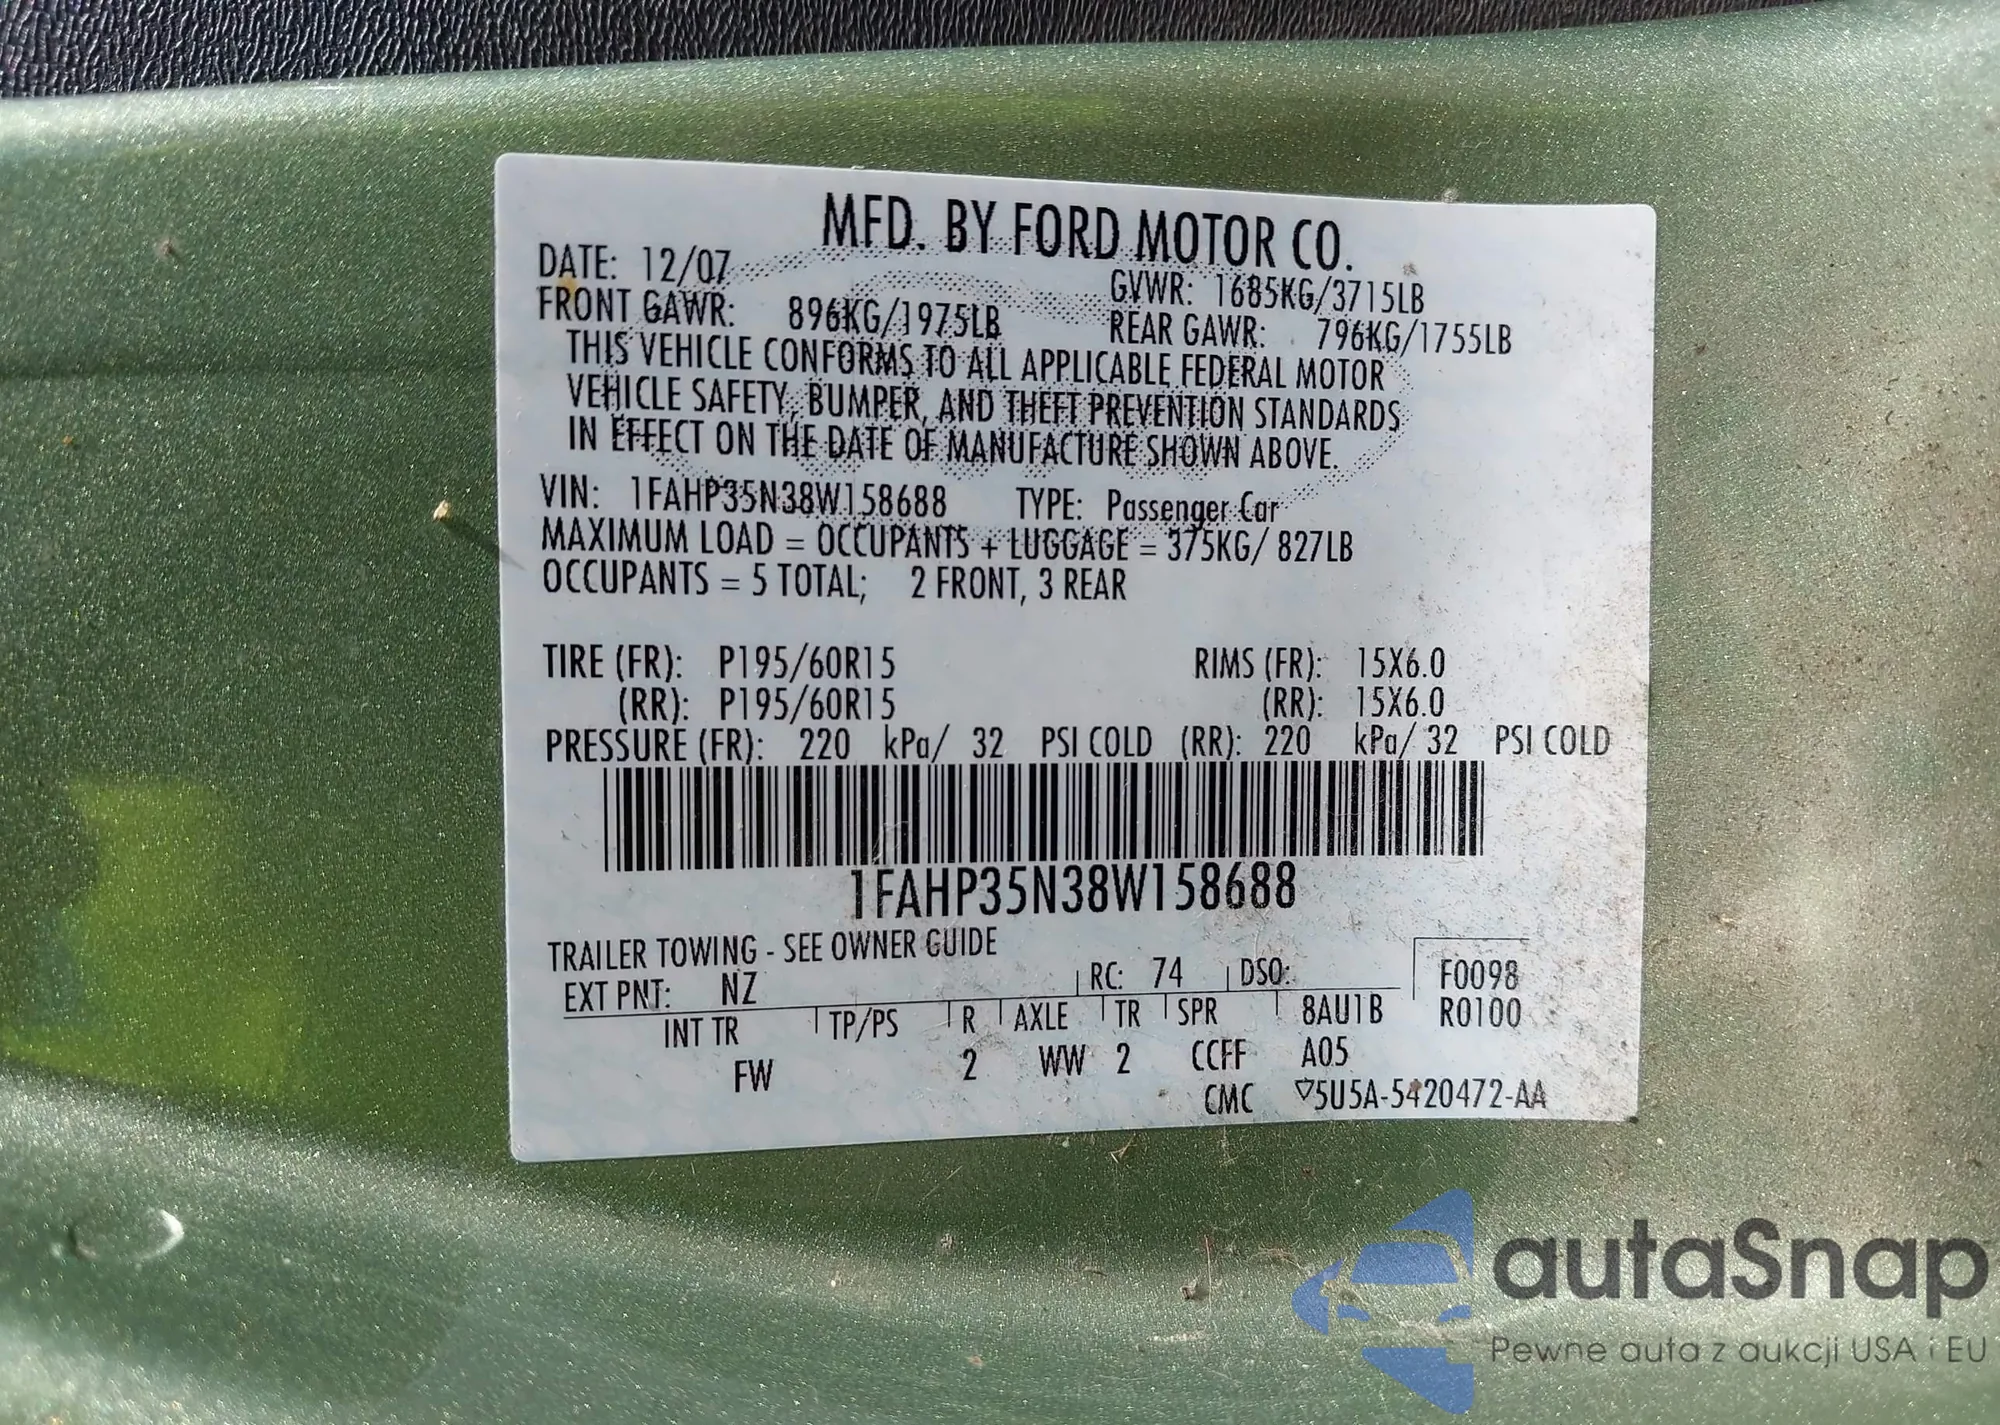 MFD. BY FORD MOTOR CO.
DATE: 12/07 GVWR: 1685KG/3715LB
FRONT GAWR: 896KG/1975LB REAR GAWR: 796KG/1755LB
THIS VEHICLE CONFORMS TO ALL APPLICABLE FEDERAL MOTOR
VEHICLE SAFETY, BUMPER, AND THEFT PREVENTION STANDARDS
IN EFFECT ON THE DATE OF MANUFACTURE SHOWN ABOVE.
VIN: 1FAHP35N38W158688 TYPE: Passenger Car
MAXIMUM LOAD = OCCUPANTS + LUGGAGE = 375KG/ 827LB
OCCUPANTS = 5 TOTAL; 2 FRONT, 3 REAR
TIRE (FR): P195/60R15 RIMS (FR): 15X6.0
(RR): P195/60R15 (RR): 15X6.0
PRESSURE (FR): 220 kPa/ 32 PSI COLD (RR): 220 kPa/ 32 PSI COLD
1FAHP35N38W158688
TRAILER TOWING - SEE OWNER GUIDE
EXT PNT: NZ RC: 74 DSO: F0098
INT TR TP/PS R AXLE TR SPR 8AU1B R0100
FW 2 WW 2 CCFF A05
CMC ▽5U5A-5420472-AA
autaSnap
Pewne auta z aukcji USA i EU